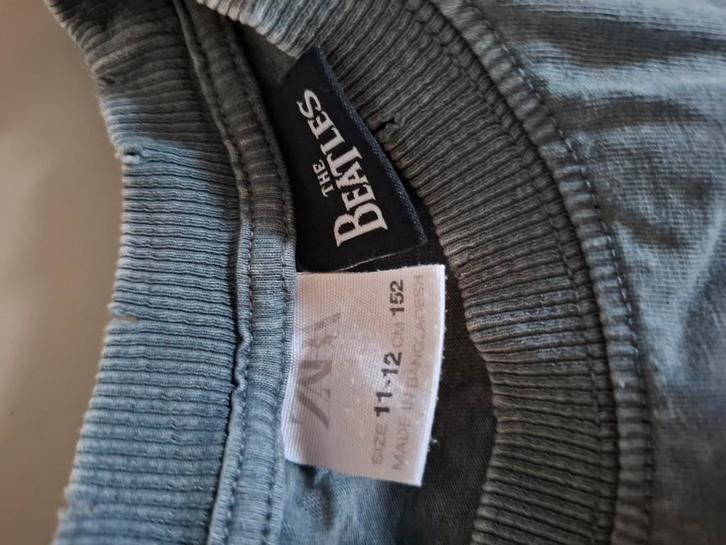 THE
BEATLES
ZARA
SIZE 11-12 CM 152
MADE IN BANGLADESH